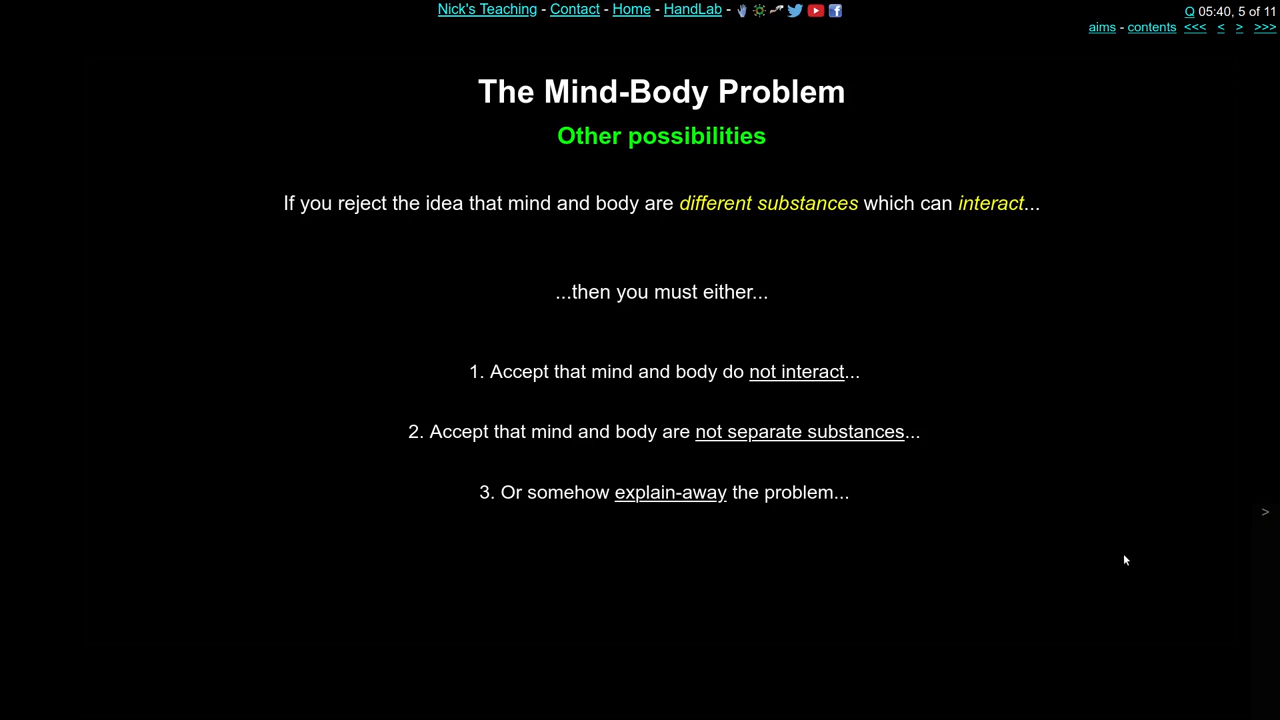 Nick's Teaching - Contact - Home - HandLab -
Q 05:40, 5 of 11
aims - contents <<< < > >>>
The Mind-Body Problem
Other possibilities
If you reject the idea that mind and body are different substances which can interact...
...then you must either...
1. Accept that mind and body do not interact...
2. Accept that mind and body are not separate substances...
3. Or somehow explain-away the problem...
>